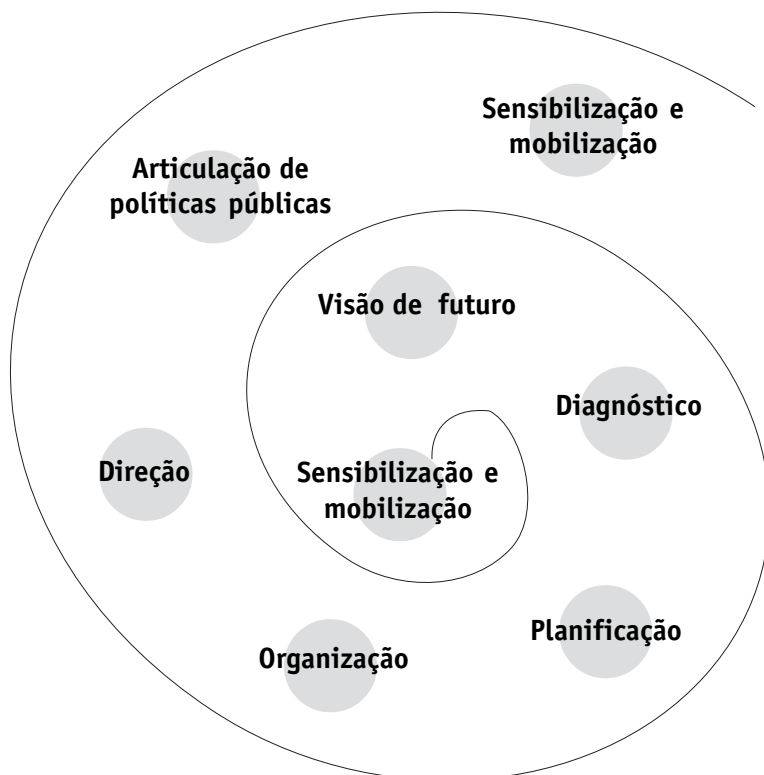 Sensibilização e
mobilização
Articulação de
políticas públicas
Visão de futuro
Diagnóstico
Direção
Sensibilização e
mobilização
Planificação
Organização